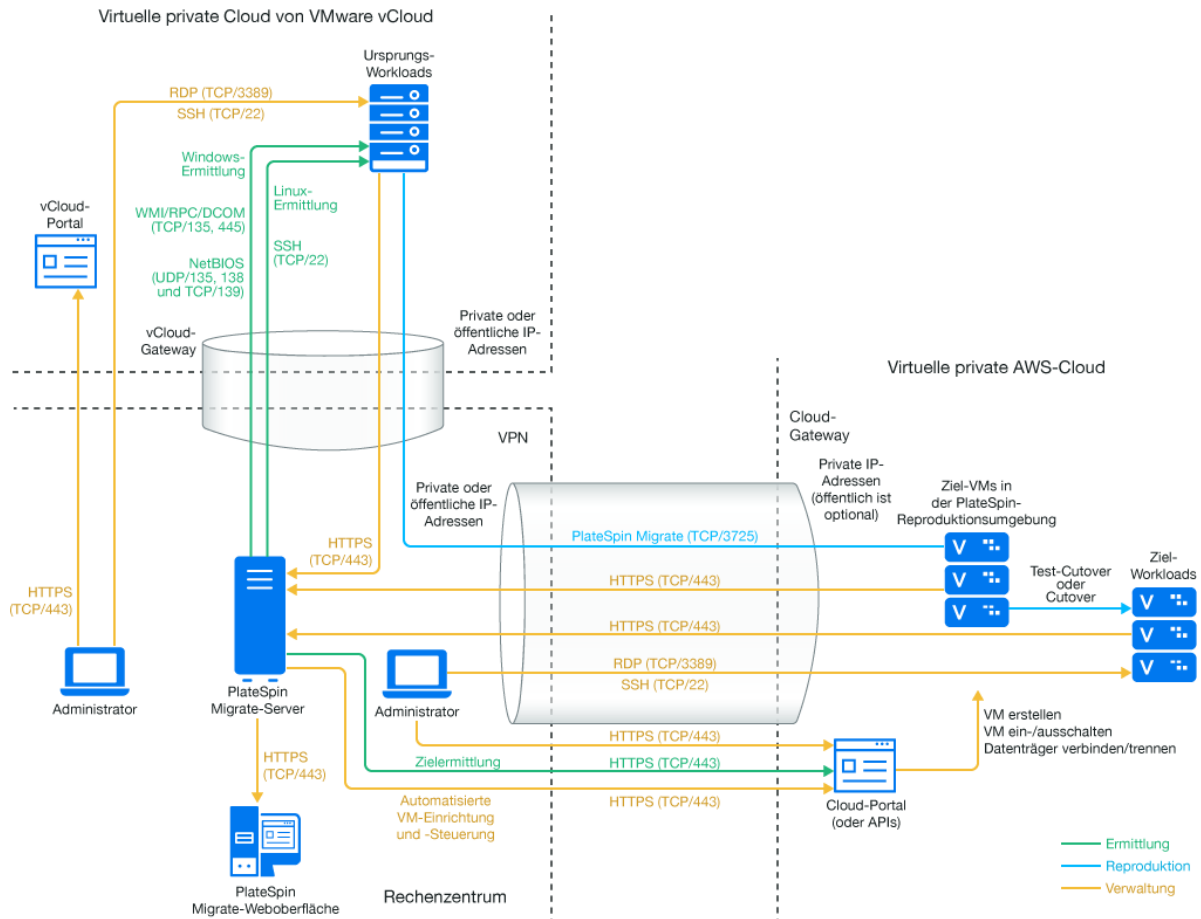 Virtuelle private Cloud von VMware vCloud
Ursprungs-
Workloads
RDP (TCP/3389)
SSH (TCP/22)
Windows-
Ermittlung
Linux-
Ermittlung
vCloud-
Portal
WMI/RPC/DCOM
(TCP/135, 445)
SSH
(TCP/22)
NetBIOS
(UDP/135, 138
und TCP/139)
vCloud-
Gateway
Private oder
öffentliche IP-
Adressen
Virtuelle private AWS-Cloud
VPN
Cloud-
Gateway
Private oder
öffentliche IP-
Adressen
Private IP-
Adressen
(öffentlich ist
optional)
Ziel-VMs in
der PlateSpin-
Reproduktionsumgebung
PlateSpin Migrate (TCP/3725)
HTTPS
(TCP/443)
HTTPS (TCP/443)
Test-Cutover
oder
Cutover
Ziel-
Workloads
HTTPS
(TCP/443)
HTTPS (TCP/443)
RDP (TCP/3389)
SSH (TCP/22)
Administrator
PlateSpin
Migrate-Server
Administrator
VM erstellen
VM ein-/ausschalten
Datenträger verbinden/trennen
HTTPS (TCP/443)
HTTPS
(TCP/443)
Zielermittlung
HTTPS (TCP/443)
Automatisierte
VM-Einrichtung
und -Steuerung
HTTPS (TCP/443)
Cloud-Portal
(oder APIs)
PlateSpin
Migrate-Weboberfläche
Rechenzentrum
Ermittlung
Reproduktion
Verwaltung